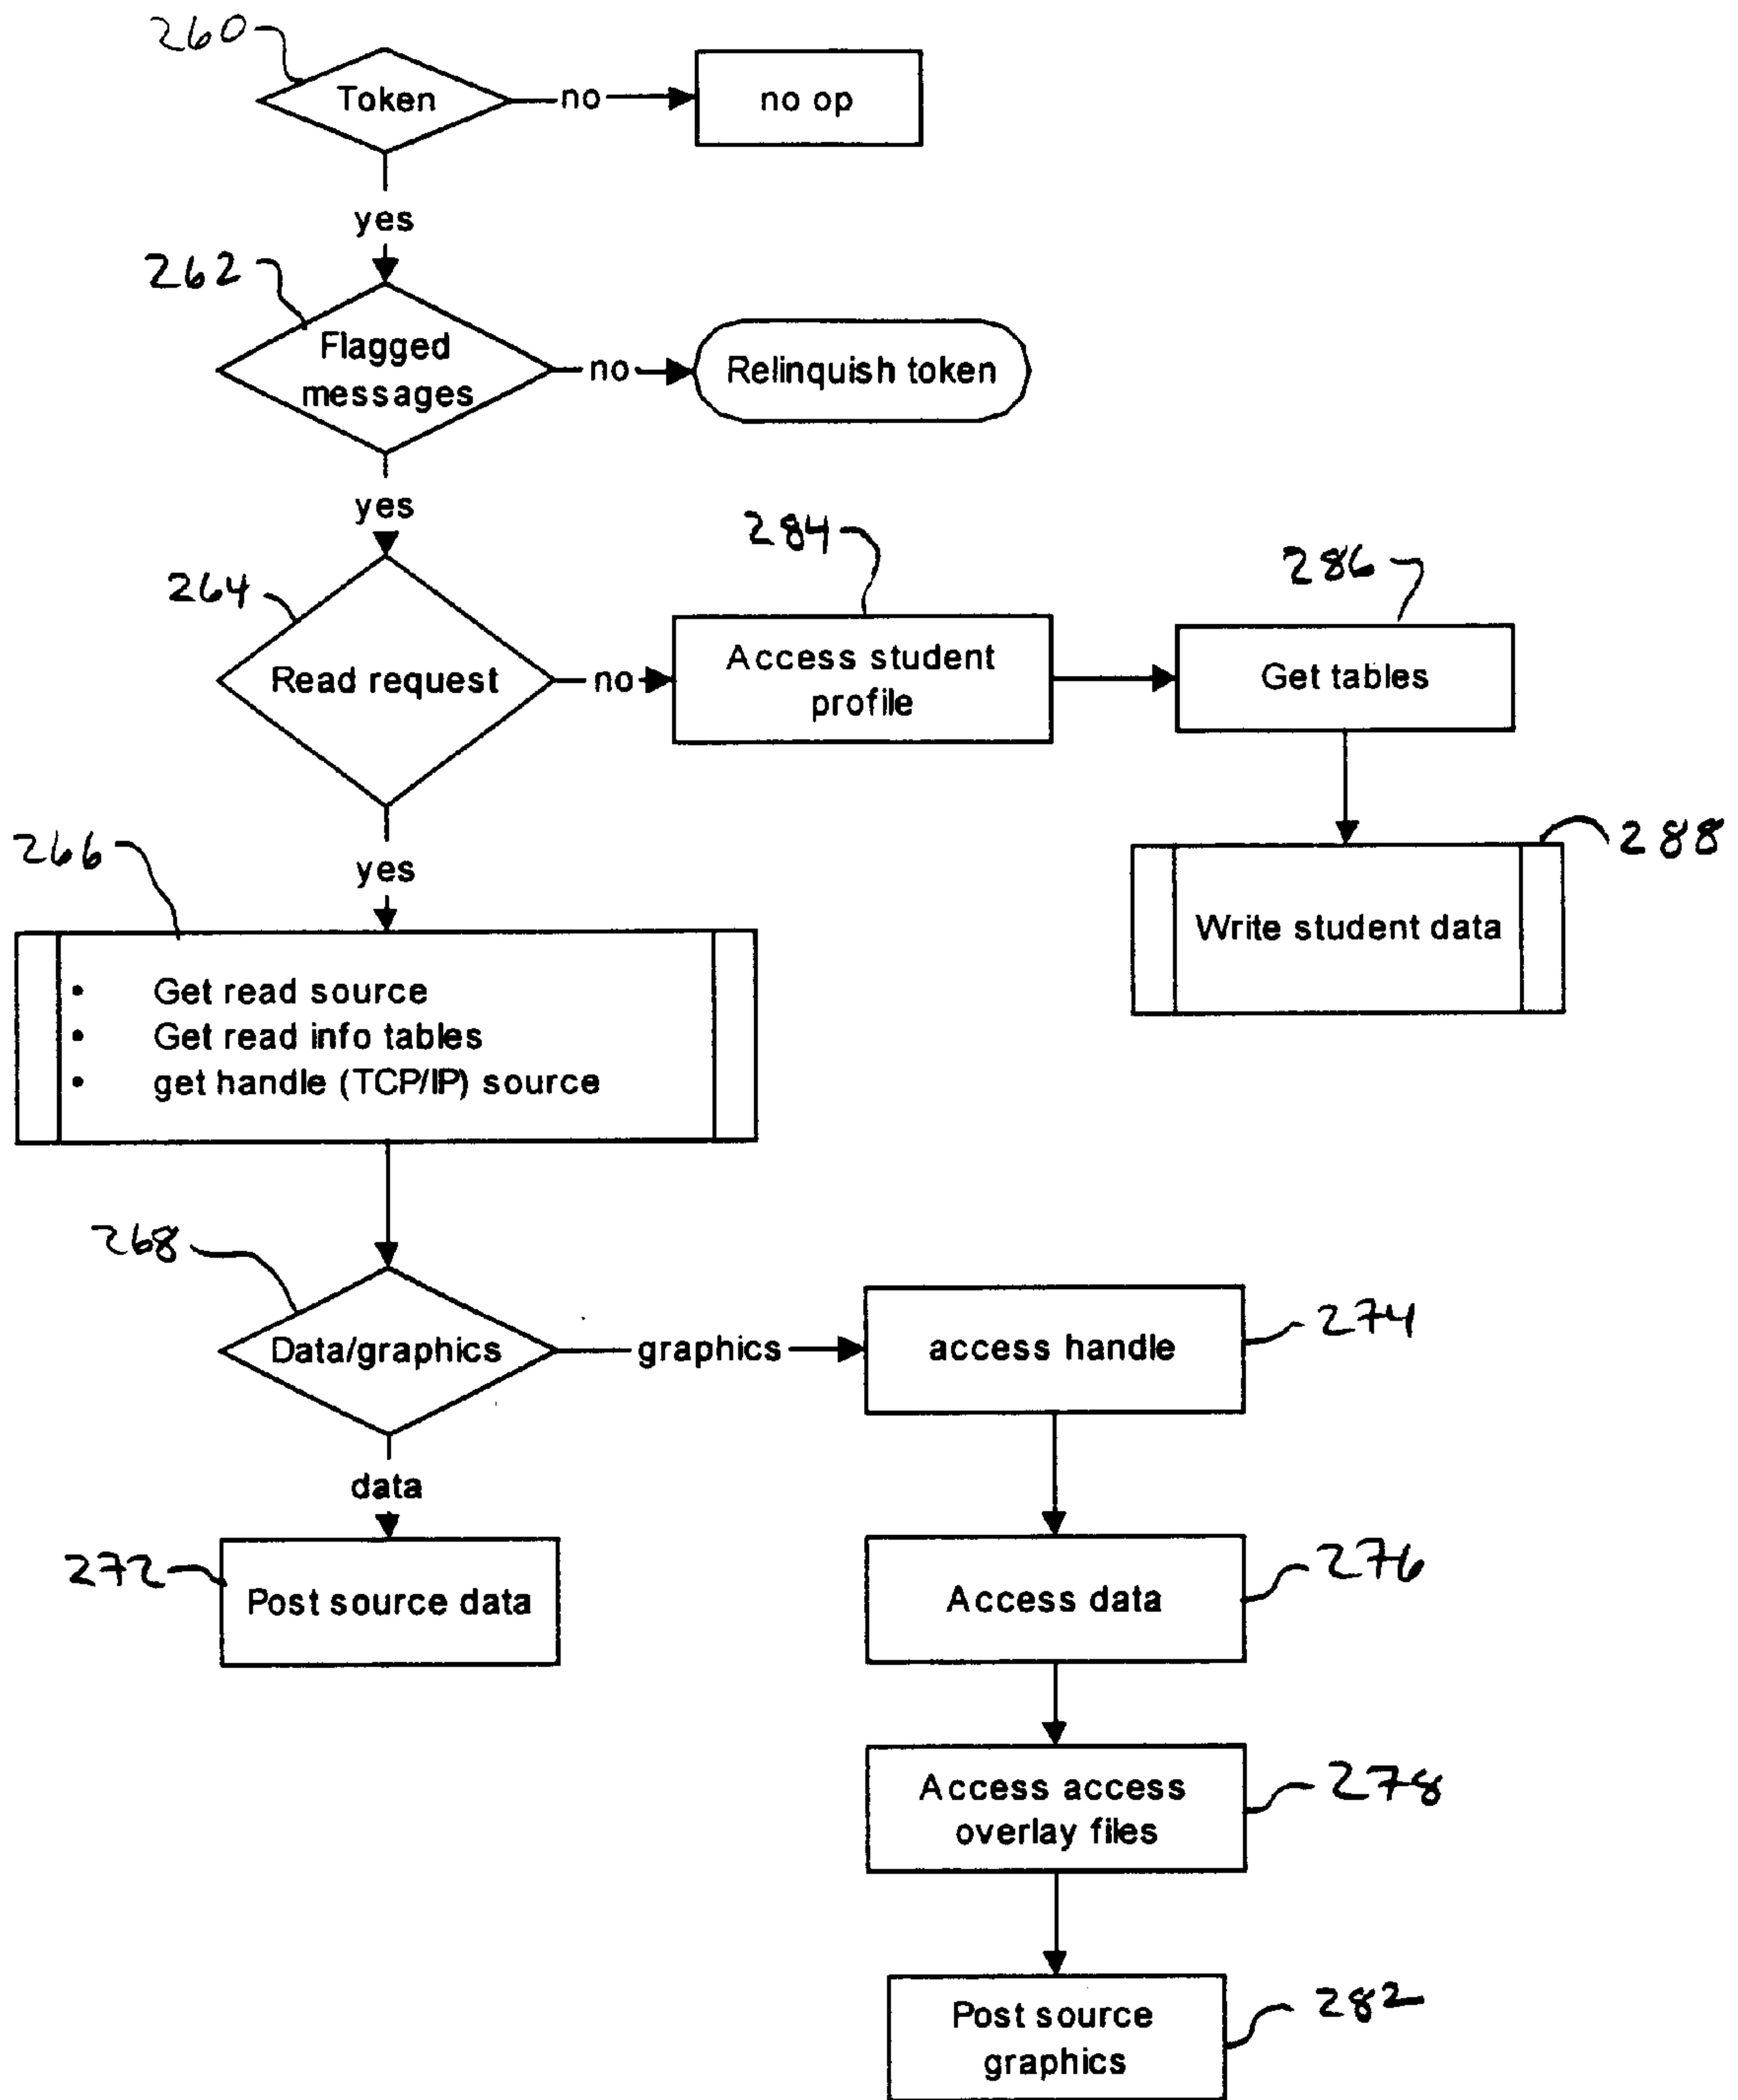 260
Token
no
no op
yes
262
Flagged
messages
no
Relinquish token
yes
284
286
264
Read request
no
Access student
profile
Get tables
266
yes
288
Write student data
• Get read source
• Get read info tables
• get handle (TCP/IP) source
268
Data/graphics
graphics
access handle
274
data
272
Post source data
Access data
276
Access access
overlay files
278
Post source
graphics
282